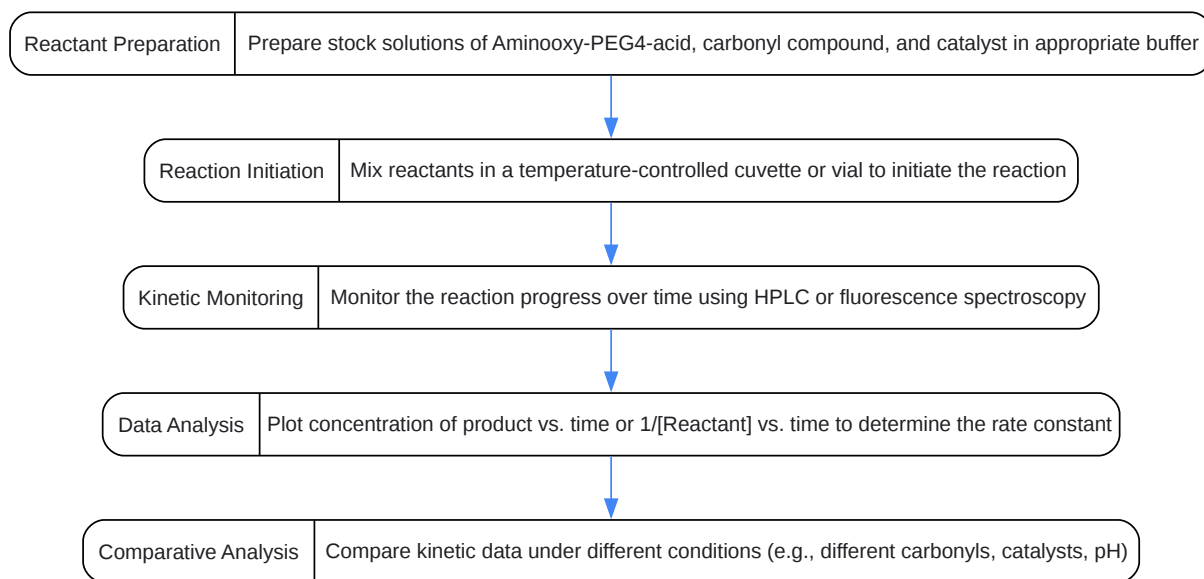 Reactant Preparation
Prepare stock solutions of Aminooxy-PEG4-acid, carbonyl compound, and catalyst in appropriate buffer
Reaction Initiation
Mix reactants in a temperature-controlled cuvette or vial to initiate the reaction
Kinetic Monitoring
Monitor the reaction progress over time using HPLC or fluorescence spectroscopy
Data Analysis
Plot concentration of product vs. time or 1/[Reactant] vs. time to determine the rate constant
Comparative Analysis
Compare kinetic data under different conditions (e.g., different carbonyls, catalysts, pH)